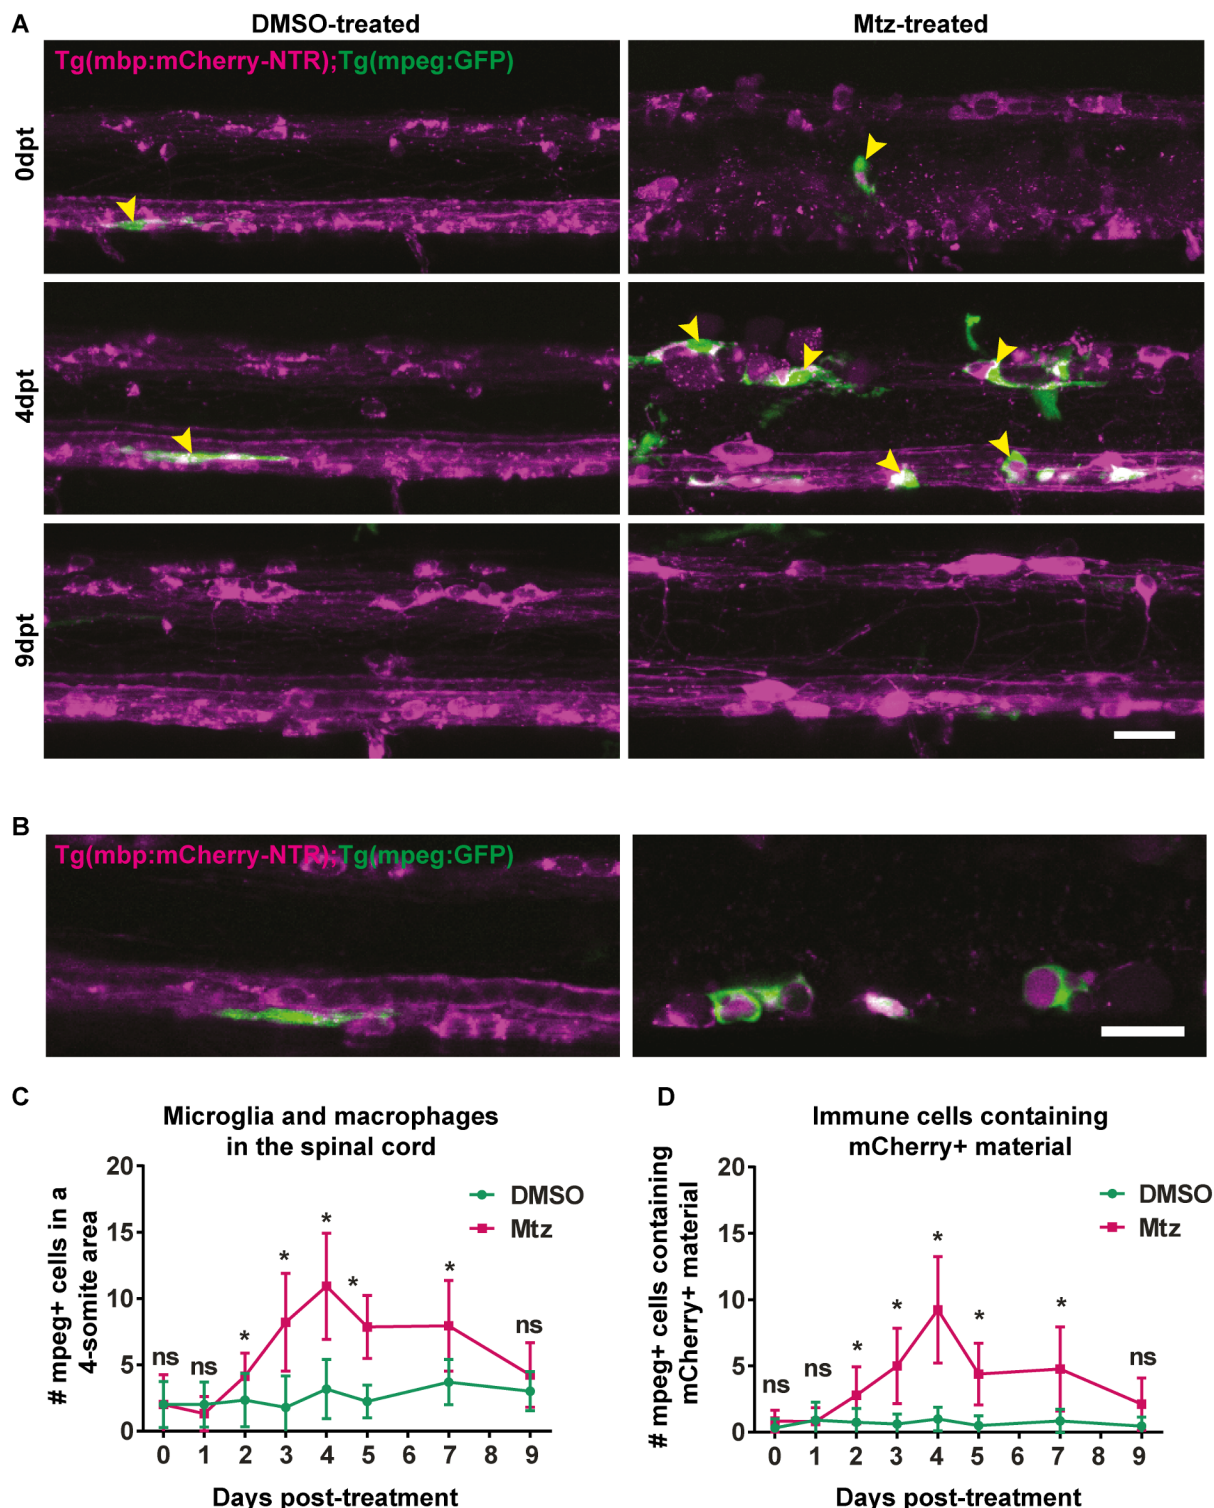 A
DMSO-treated
Mtz-treated
Tg(mbp:mCherry-NTR);Tg(mpeg:GFP)
0dpt
4dpt
9dpt
B
Tg(mbp:mCherry-NTR);Tg(mpeg:GFP)
C
Microglia and macrophages
in the spinal cord
# mpeg+ cells in a
4-somite area
20
15
10
5
0
DMSO
Mtz
ns
ns
*
*
*
*
*
ns
0 1 2 3 4 5 6 7 8 9
Days post-treatment
D
Immune cells containing
mCherry+ material
# mpeg+ cells containing
mCherry+ material
20
15
10
5
0
DMSO
Mtz
ns
ns
*
*
*
*
*
ns
0 1 2 3 4 5 6 7 8 9
Days post-treatment